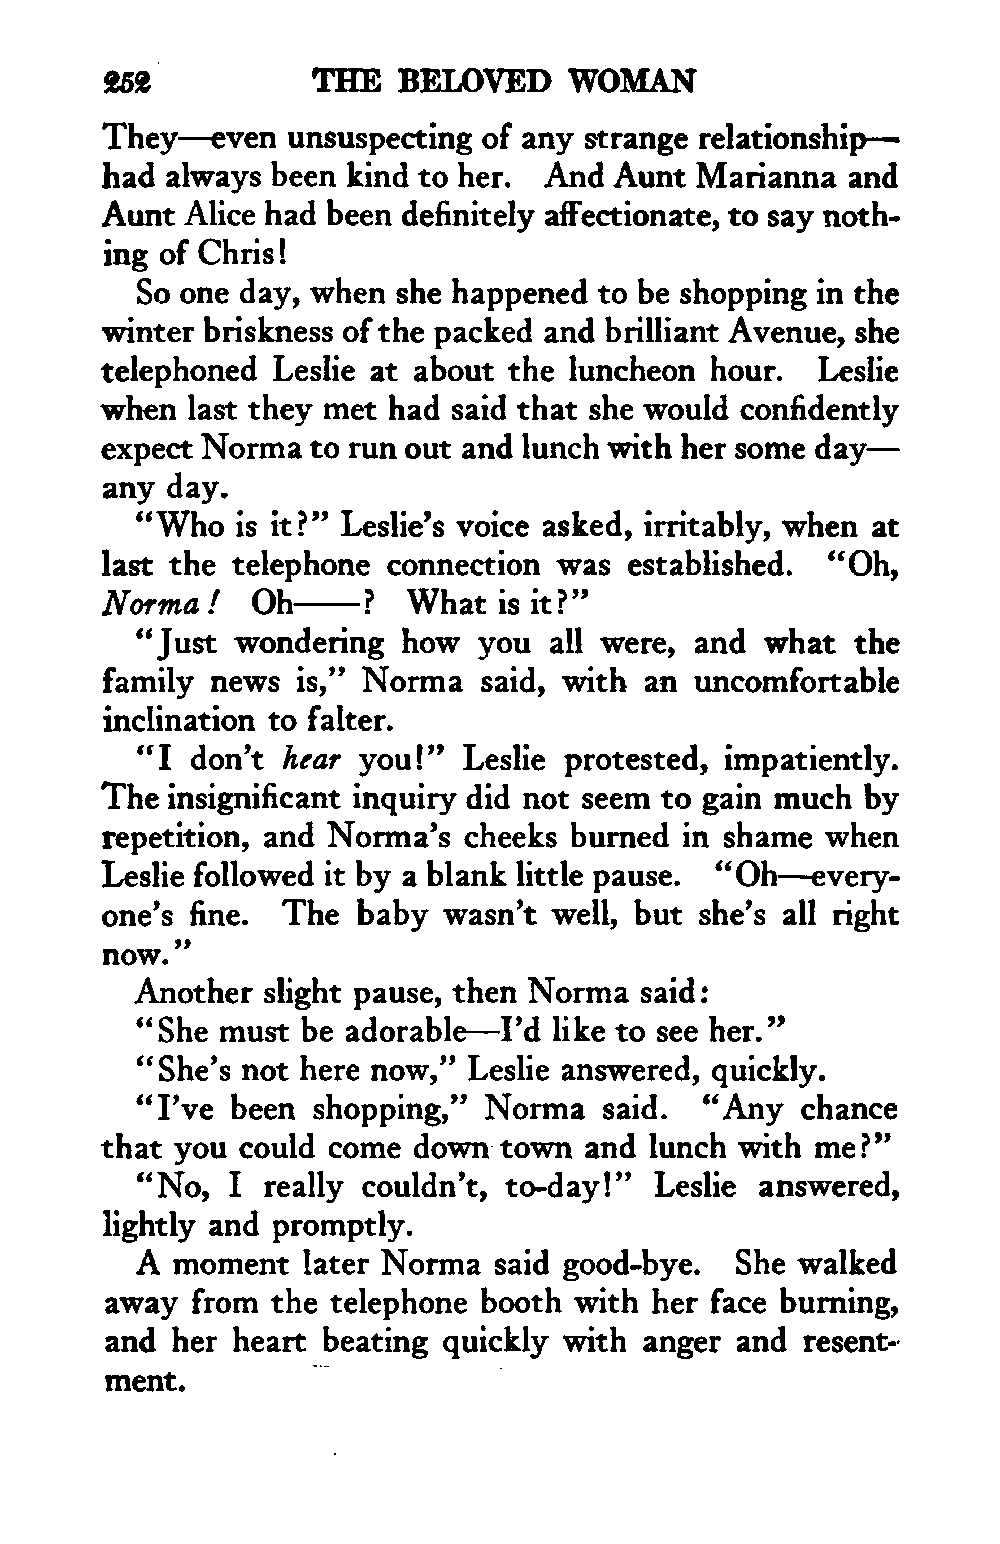 252 THE BELOVED WOMAN
They—even unsuspecting of any strange relationship—
had always been kind to her. And Aunt Marianna and
Aunt Alice had been definitely affectionate, to say noth-
ing of Chris!
So one day, when she happened to be shopping in the
winter briskness of the packed and brilliant Avenue, she
telephoned Leslie at about the luncheon hour. Leslie
when last they met had said that she would confidently
expect Norma to run out and lunch with her some day—
any day.
“Who is it?” Leslie’s voice asked, irritably, when at
last the telephone connection was established. “Oh,
Norma! Oh——? What is it?”
“Just wondering how you all were, and what the
family news is,” Norma said, with an uncomfortable
inclination to falter.
“I don’t hear you!” Leslie protested, impatiently.
The insignificant inquiry did not seem to gain much by
repetition, and Norma’s cheeks burned in shame when
Leslie followed it by a blank little pause. “Oh—every-
one’s fine. The baby wasn’t well, but she’s all right
now.”
Another slight pause, then Norma said:
“She must be adorable—I’d like to see her.”
“She’s not here now,” Leslie answered, quickly.
“I’ve been shopping,” Norma said. “Any chance
that you could come down town and lunch with me?”
“No, I really couldn’t, to-day!” Leslie answered,
lightly and promptly.
A moment later Norma said good-bye. She walked
away from the telephone booth with her face burning,
and her heart beating quickly with anger and resent-
ment.